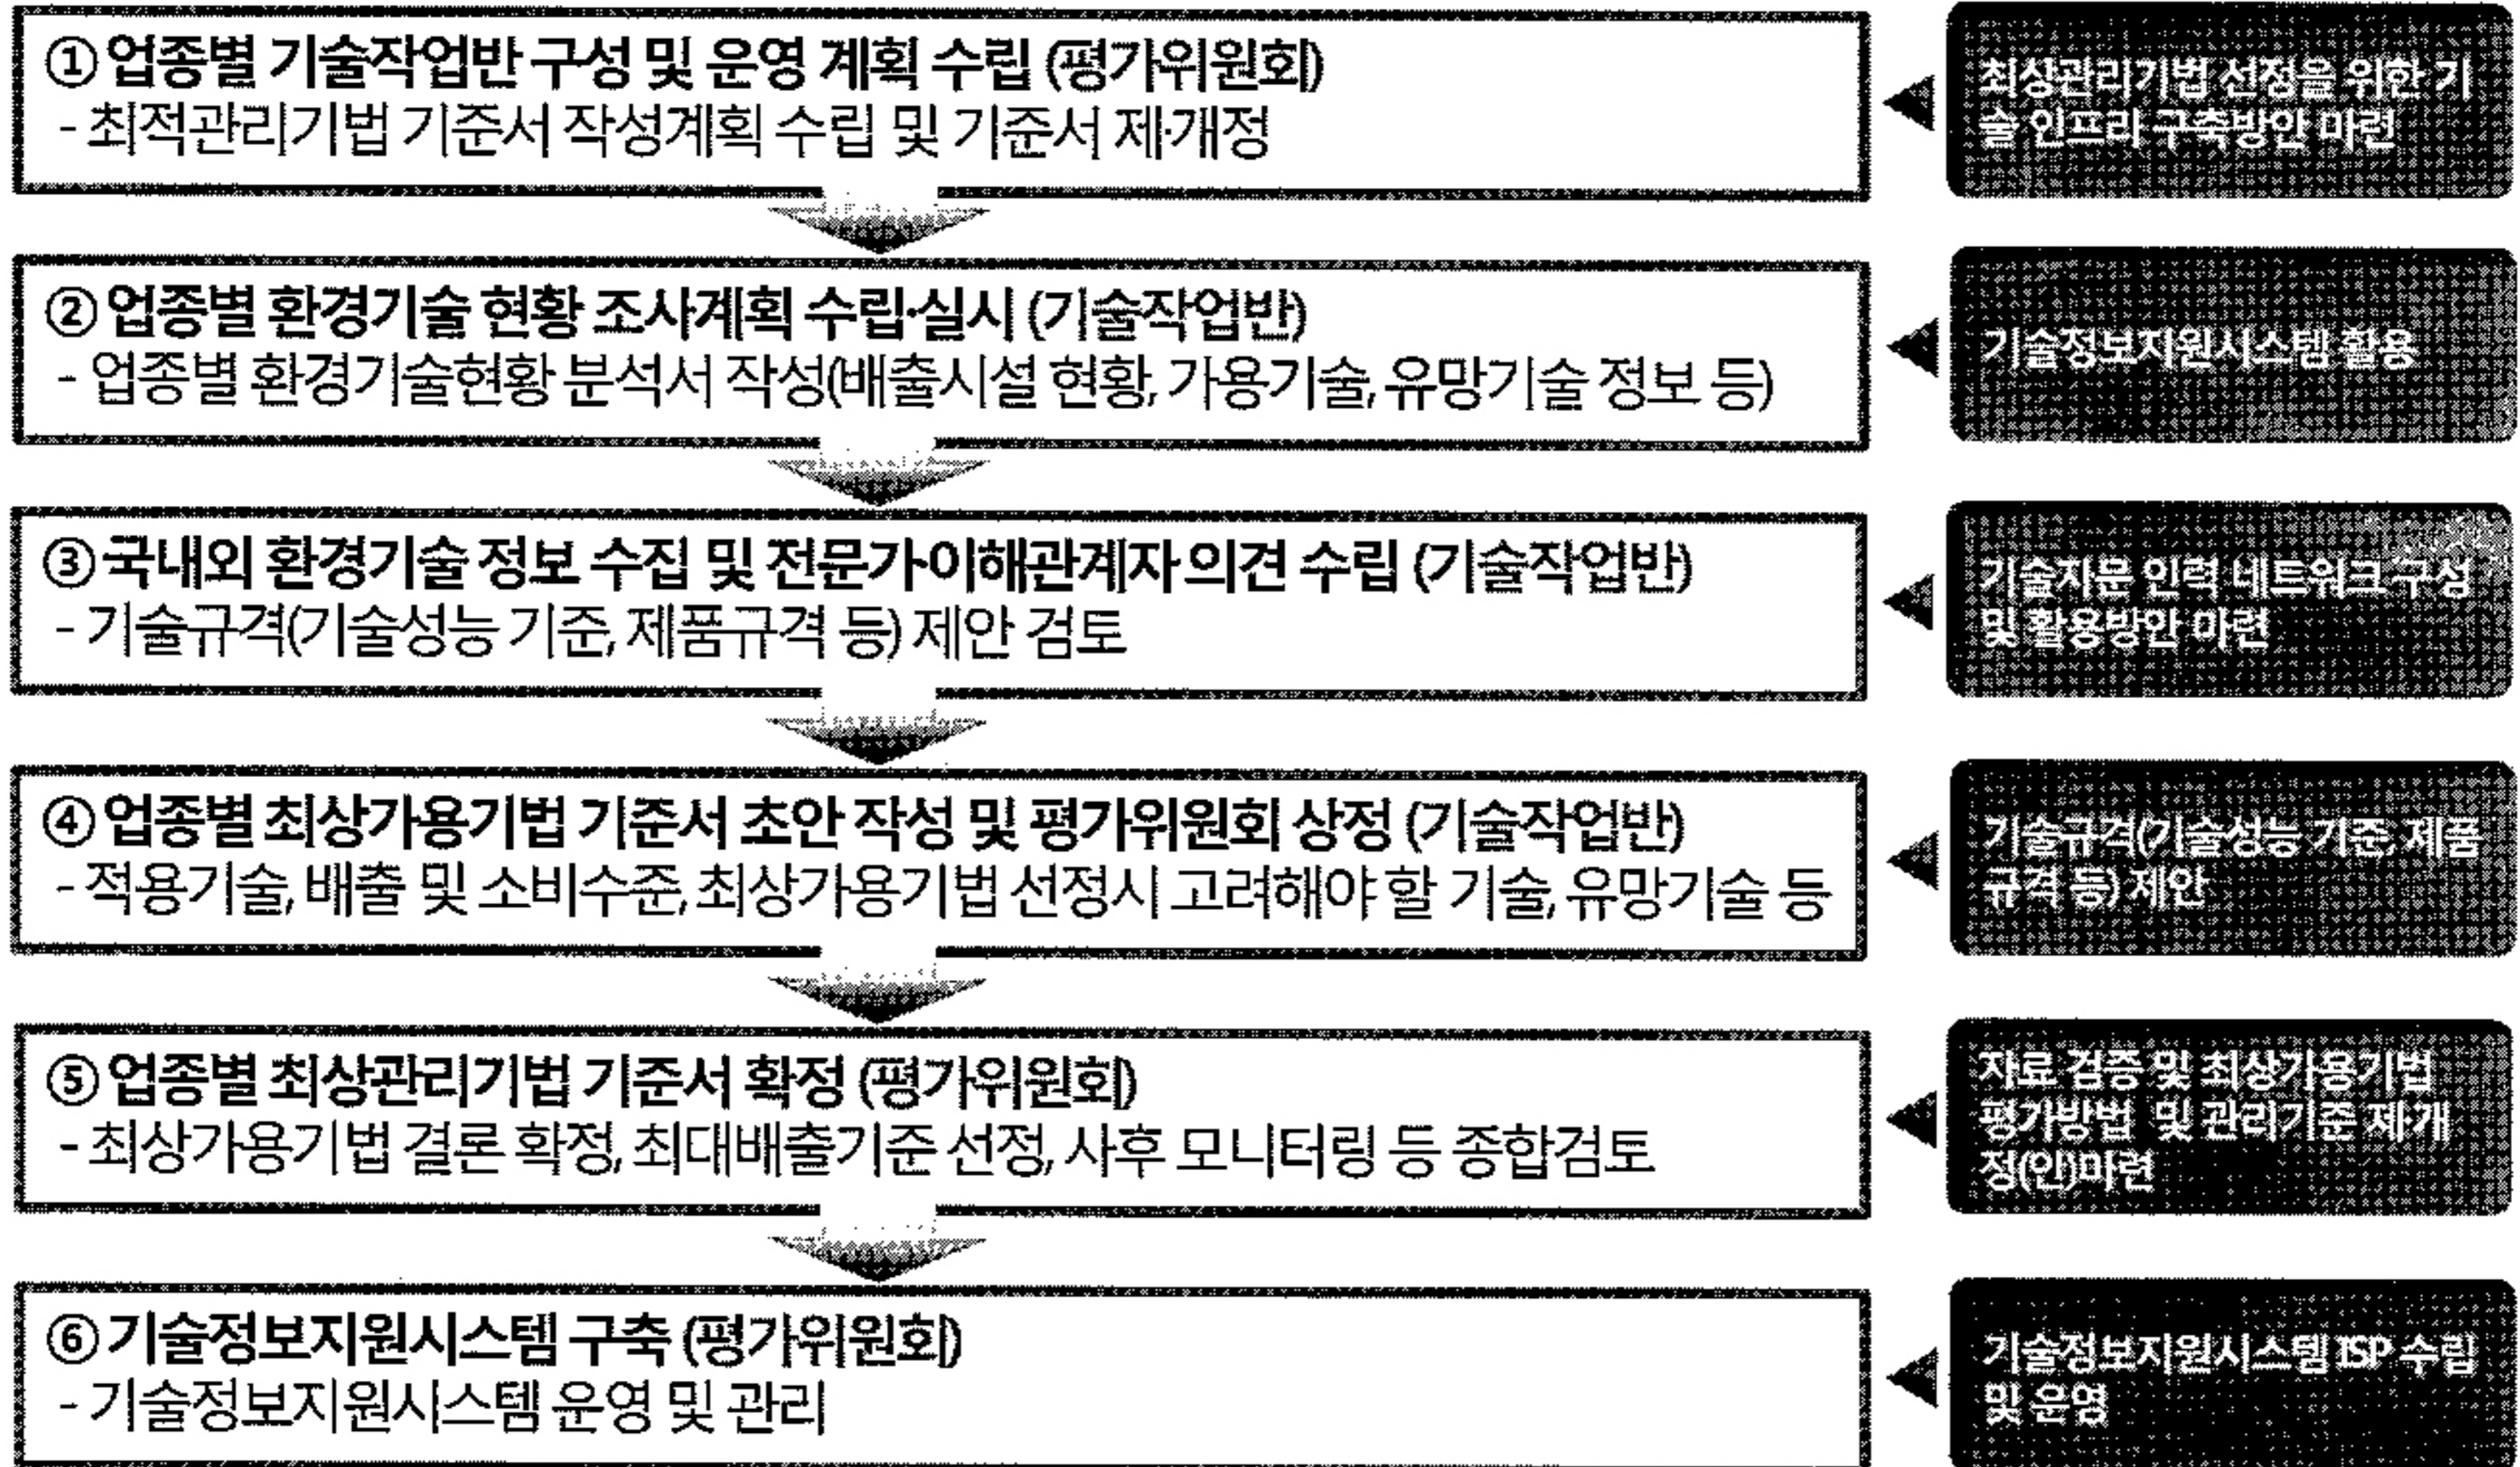 ① 업종별 기술작업반 구성 및 운영 계획 수립 (평가위원회)
- 최적관리기법 기준서 작성계획 수립 및 기준서 제·개정
최상관리기법 선정을 위한 기
술 인프라 구축방안 마련
② 업종별 환경기술 현황 조사계획 수립·실시 (기술작업반)
- 업종별 환경기술현황 분석서 작성(배출시설 현황, 가용기술, 유망기술 정보 등)
기술정보지원시스템 활용
③ 국내외 환경기술 정보 수집 및 전문가·이해관계자 의견 수립 (기술작업반)
- 기술규격(기술성능 기준, 제품규격 등) 제안 검토
기술자문 인력 네트워크 구성
및 활용방안 마련
④ 업종별 최상가용기법 기준서 초안 작성 및 평가위원회 상정 (기술작업반)
- 적용기술, 배출 및 소비수준, 최상가용기법 선정시 고려해야 할 기술, 유망기술 등
기술규격(기술성능 기준, 제품
규격 등) 제안
⑤ 업종별 최상관리기법 기준서 확정 (평가위원회)
- 최상가용기법 결론 확정, 최대배출기준 선정, 사후 모니터링 등 종합검토
자료 검증 및 최상가용기법
평가방법 및 관리기준 제개
정(안)마련
⑥ 기술정보지원시스템 구축 (평가위원회)
- 기술정보지원시스템 운영 및 관리
기술정보지원시스템 ISP 수립
및 운영